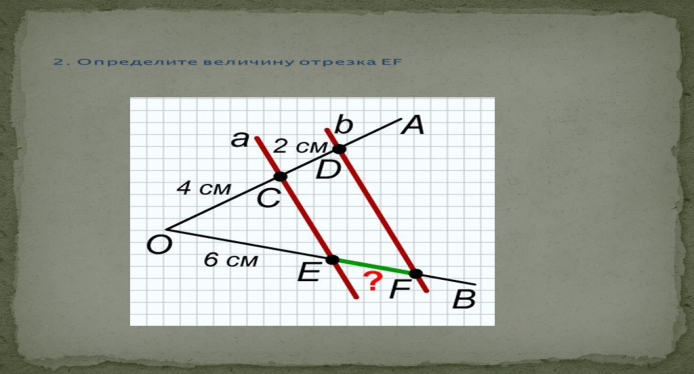 2. Определите величину отрезка EF
a
b
A
2 см
D
4 см
C
O
6 см
E
?
F
B